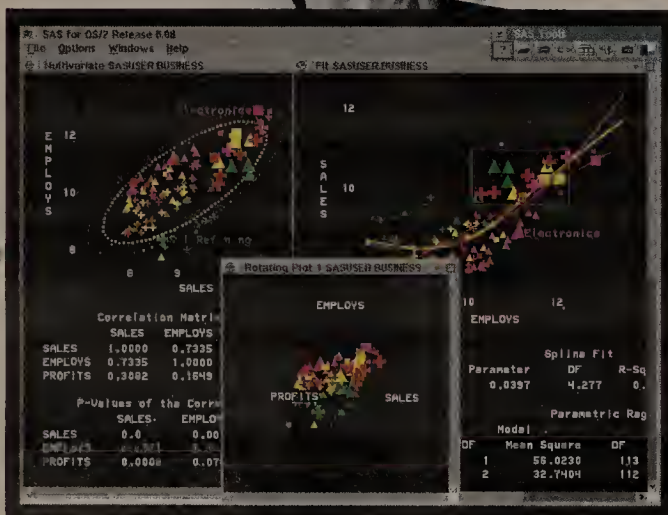 SAS for OS/2 Release 6.08
File Options Windows Help
SAS Tools
Multivariate SASUSER.BUSINESS
Fit SASUSER.BUSINESS
Electronics
EMPLOYS
12
10
8
8 9
SALES
Correlation
SALES EMPLOYS
SALES 1.0000 0.7335
EMPLOYS 0.7335 1.0000
PROFITS 0.3082 0.1649
P-Values of the
SALES EMPLO
SALES 0.0 0.00
PROFITS 0.0008 0.07
12
SALES
10
Electronics
10 12
EMPLOYS
Spline Fit
Parameter DF R-Sq
0.0397 4.277 0.
Parametric Reg
Model
DF Mean Square DF
1 56.0230 113
2 32.7404 112
Rotating Plot 1 SASUSER.BUSINESS
EMPLOYS
PROFITS
SALES